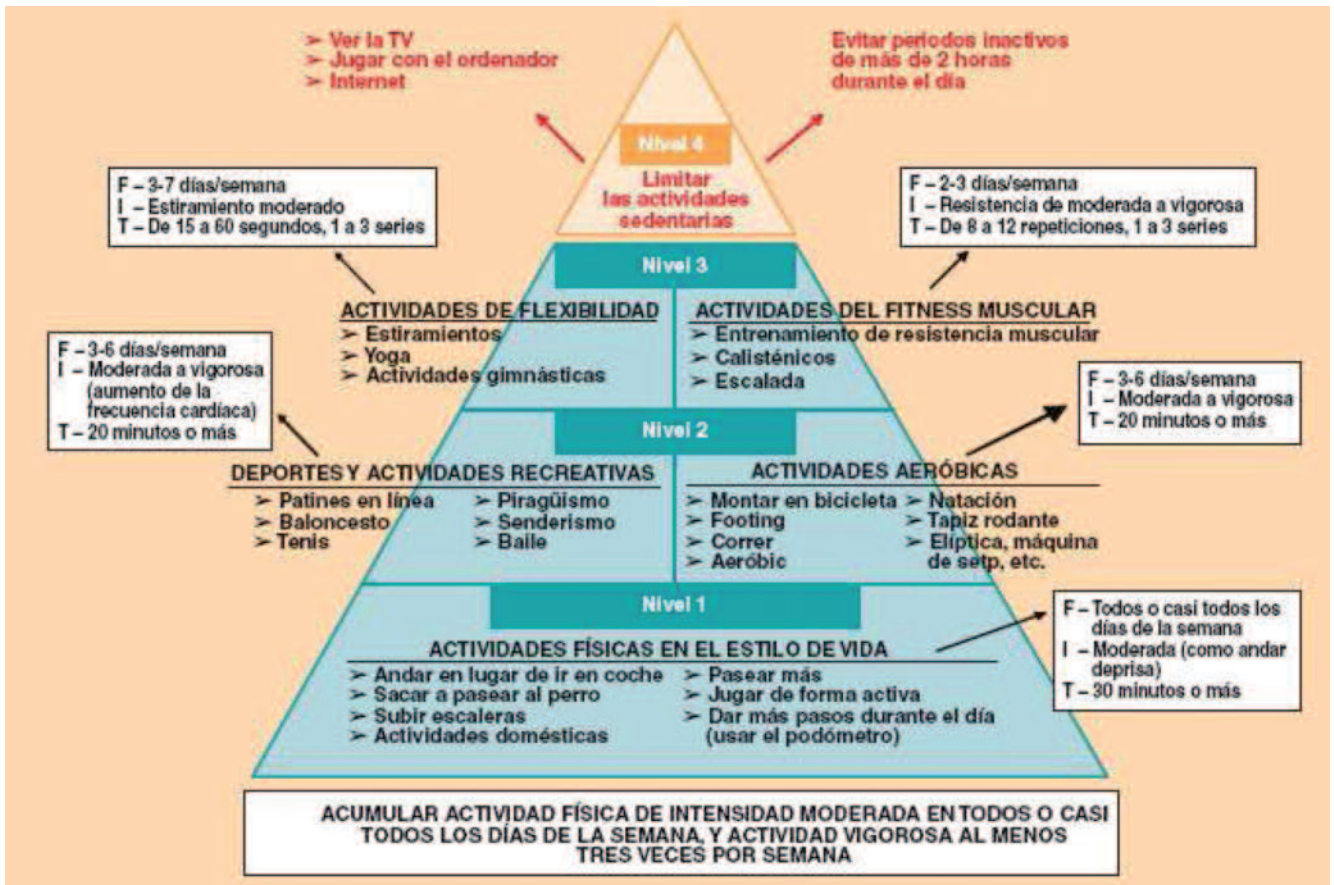 ➢ Ver la TV
➢ Jugar con el ordenador
➢ Internet
Evitar periodos inactivos
de más de 2 horas
durante el día
Nivel 4
Limitar
las actividades
sedentarias
F – 3-7 días/semana
I – Estiramiento moderado
T – De 15 a 60 segundos, 1 a 3 series
F – 2-3 días/semana
I – Resistencia de moderada a vigorosa
T – De 8 a 12 repeticiones, 1 a 3 series
Nivel 3
ACTIVIDADES DE FLEXIBILIDAD
➢ Estiramientos
➢ Yoga
➢ Actividades gimnásticas
ACTIVIDADES DEL FITNESS MUSCULAR
➢ Entrenamiento de resistencia muscular
➢ Calisténicos
➢ Escalada
F – 3-6 días/semana
I – Moderada a vigorosa
(aumento de la
frecuencia cardíaca)
T – 20 minutos o más
F – 3-6 días/semana
I – Moderada a vigorosa
T – 20 minutos o más
Nivel 2
DEPORTES Y ACTIVIDADES RECREATIVAS
➢ Patines en línea
➢ Baloncesto
➢ Tenis
➢ Piragüismo
➢ Senderismo
➢ Baile
ACTIVIDADES AERÓBICAS
➢ Montar en bicicleta
➢ Footing
➢ Correr
➢ Aeróbic
➢ Natación
➢ Tapiz rodante
➢ Elíptica, máquina
de setp, etc.
Nivel 1
ACTIVIDADES FÍSICAS EN EL ESTILO DE VIDA
➢ Andar en lugar de ir en coche
➢ Sacar a pasear al perro
➢ Subir escaleras
➢ Actividades domésticas
➢ Pasear más
➢ Jugar de forma activa
➢ Dar más pasos durante el día
(usar el podómetro)
F – Todos o casi todos los
días de la semana
I – Moderada (como andar
deprisa)
T – 30 minutos o más
ACUMULAR ACTIVIDAD FÍSICA DE INTENSIDAD MODERADA EN TODOS O CASI
TODOS LOS DÍAS DE LA SEMANA, Y ACTIVIDAD VIGOROSA AL MENOS
TRES VECES POR SEMANA